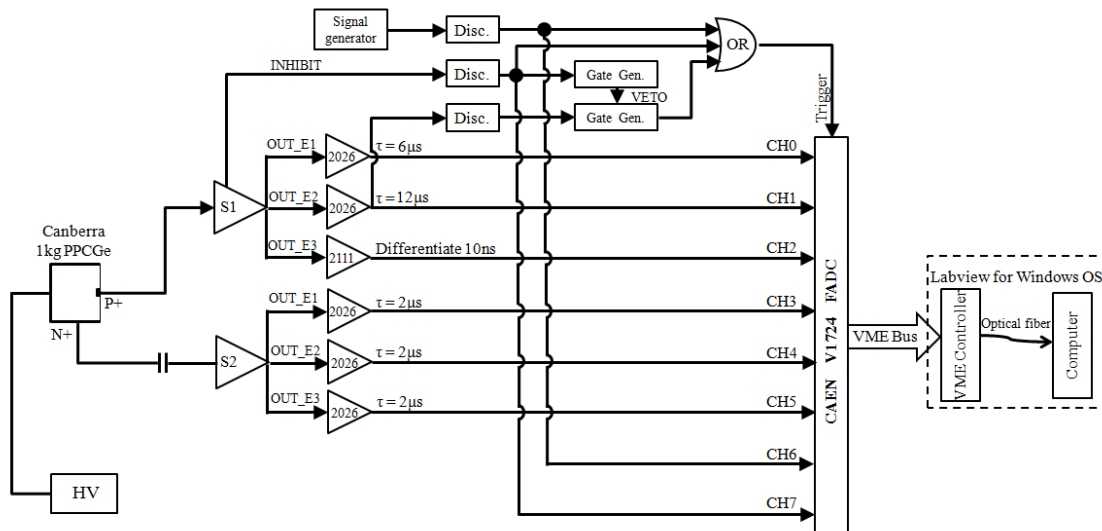 Signal
generator
Disc.
OR
INHIBIT
Disc.
Gate Gen.
VETO
Disc.
Gate Gen.
Trigger
OUT_E1
2026
τ = 6μs
CH0
S1
OUT_E2
2026
τ = 12μs
CH1
Canberra
1kg PPCGe
OUT_E3
2111
Differentiate 10ns
CH2
P+
N+
OUT_E1
2026
τ = 2μs
CH3
S2
OUT_E2
2026
τ = 2μs
CH4
OUT_E3
2026
τ = 2μs
CH5
CH6
CH7
HV
CAEN V1724 FADC
VME Bus
Labview for Windows OS
VME Controller
Optical fiber
Computer